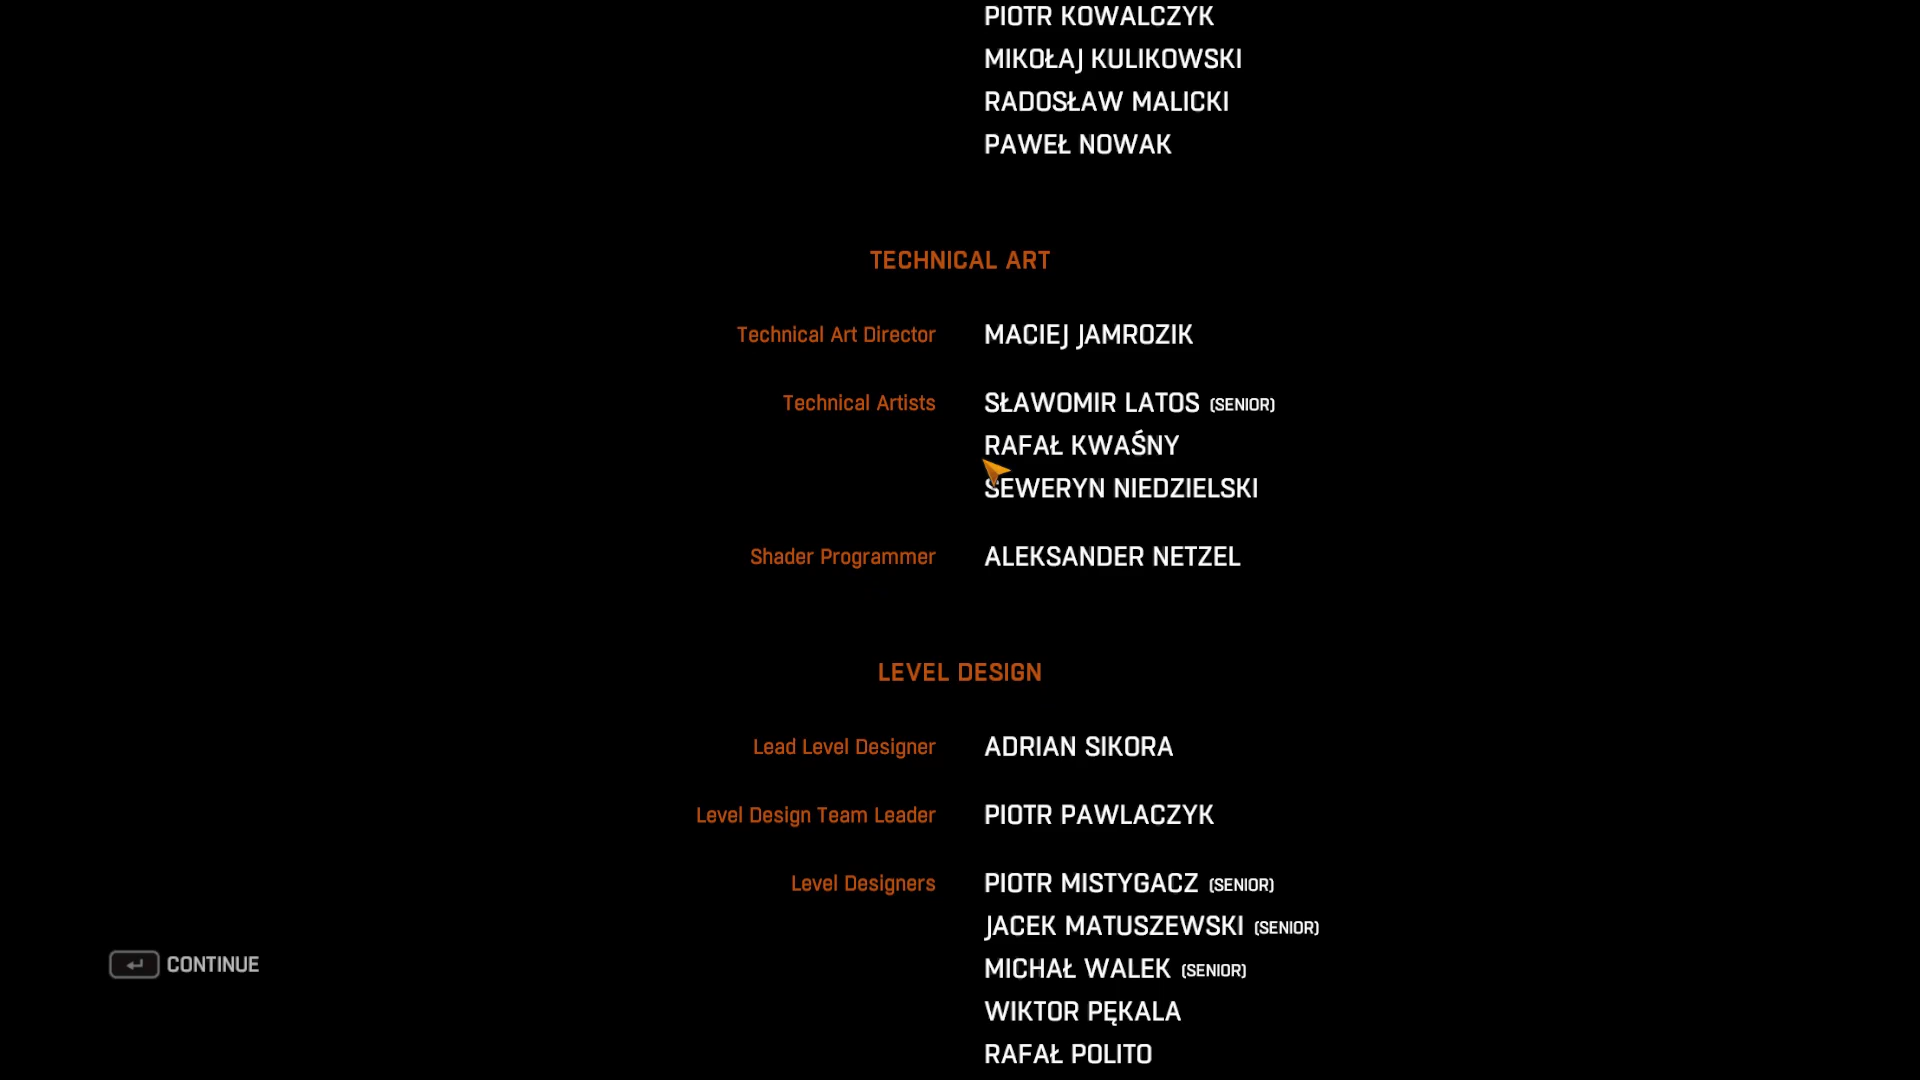 PIOTR KOWALCZYK
MIKOŁAJ KULIKOWSKI
RADOSŁAW MALICKI
PAWEŁ NOWAK
TECHNICAL ART
Technical Art Director MACIEJ JAMROZIK
Technical Artists SŁAWOMIR LATOS (SENIOR)
RAFAŁ KWAŚNY
SEWERYN NIEDZIELSKI
Shader Programmer ALEKSANDER NETZEL
LEVEL DESIGN
Lead Level Designer ADRIAN SIKORA
Level Design Team Leader PIOTR PAWLACZYK
Level Designers PIOTR MISTYGACZ (SENIOR)
JACEK MATUSZEWSKI (SENIOR)
CONTINUE
MICHAŁ WALEK (SENIOR)
WIKTOR PĘKALA
RAFAŁ POLITO